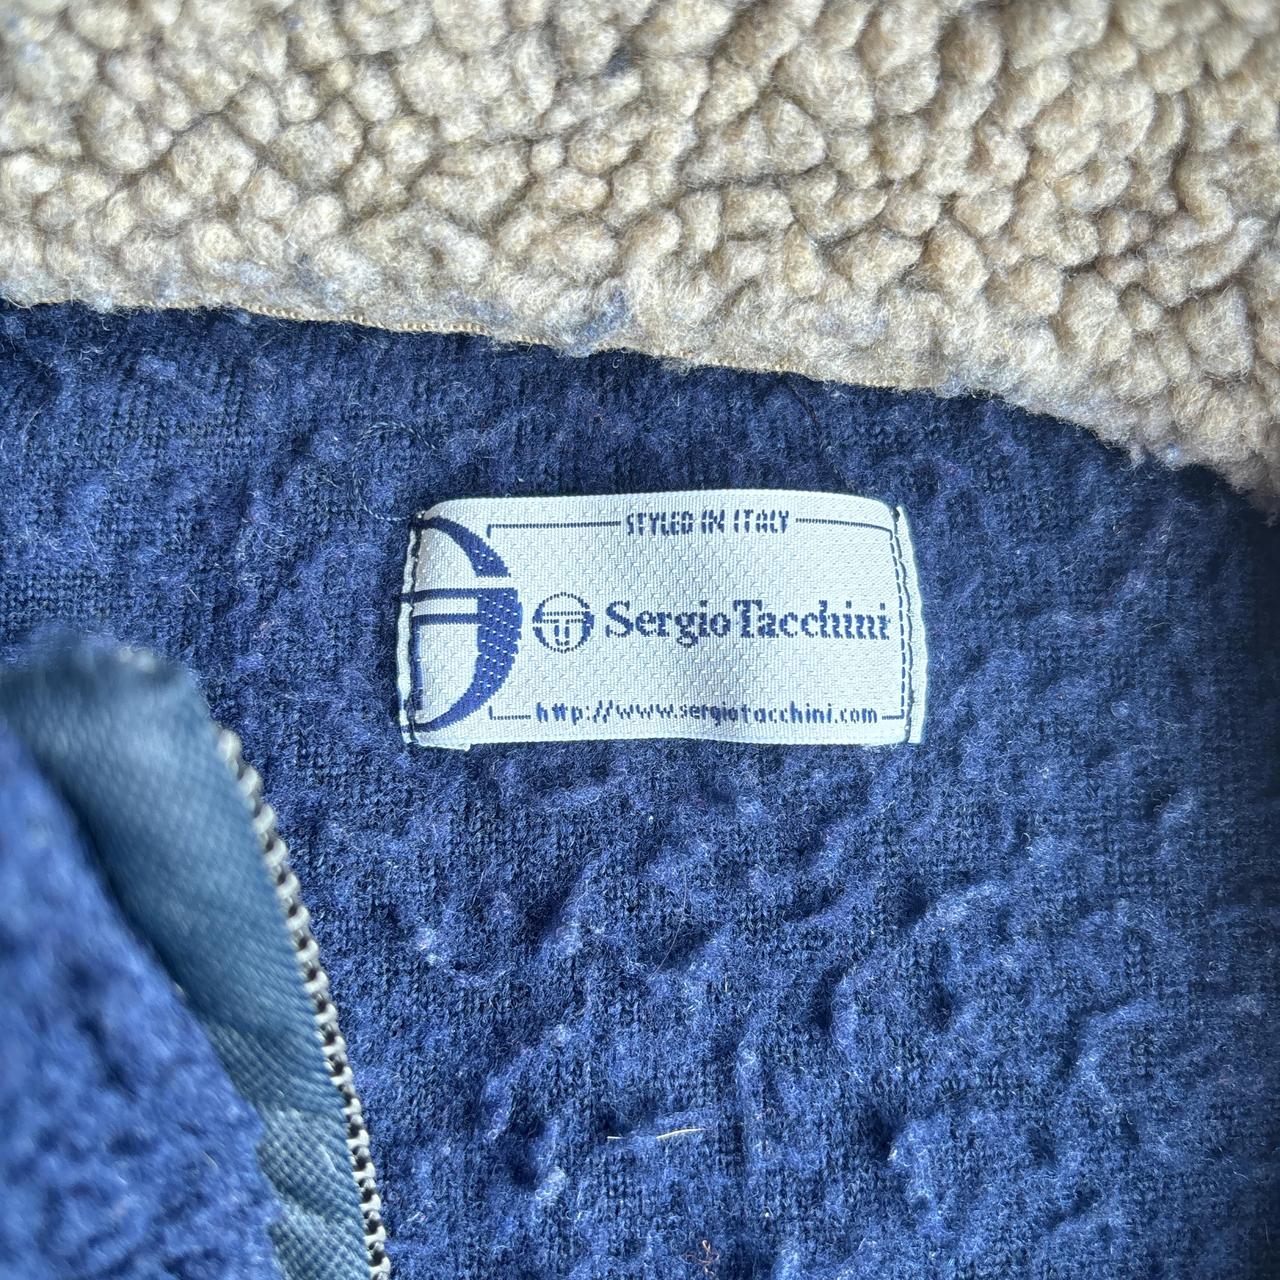 STYLED IN ITALY
Sergio Tacchini
http://www.sergiotacchini.com